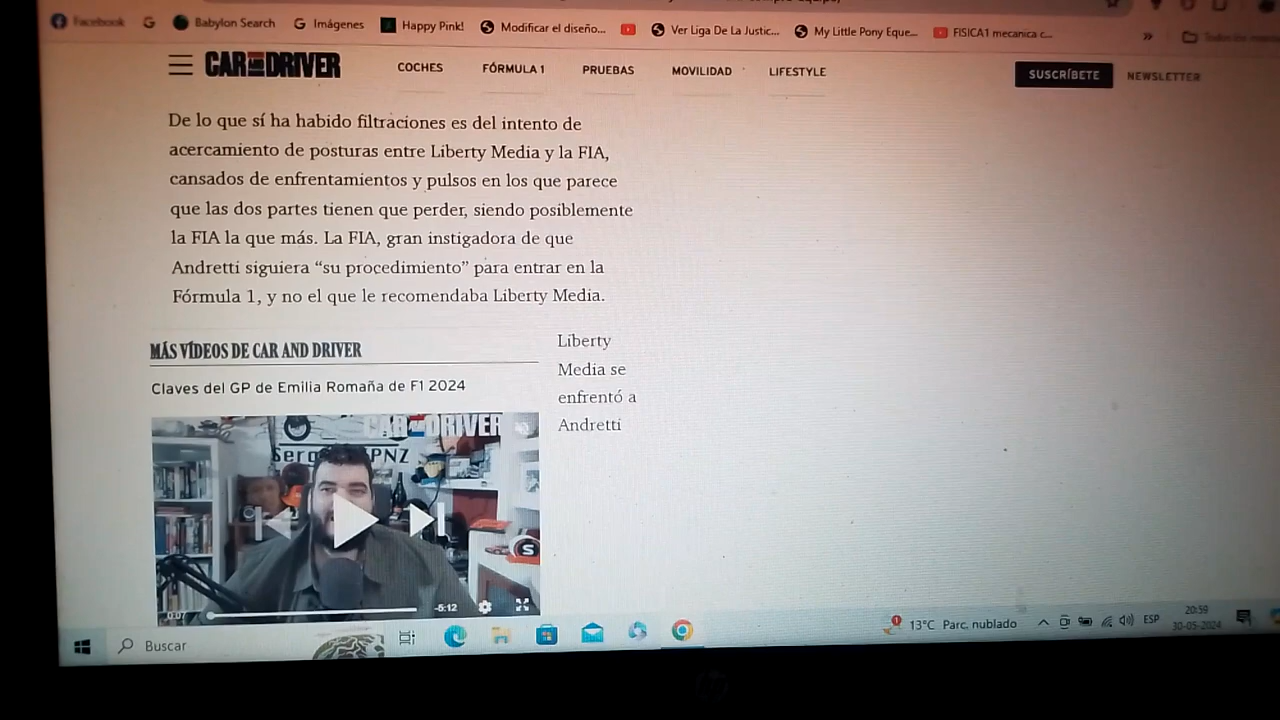 Facebook
Babylon Search
Imágenes
Happy Pink!
Modificar el diseño...
Ver Liga De La Justic...
My Little Pony Eque...
FISICA1 mecanica c...
»
CAR AND DRIVER
COCHES
FÓRMULA 1
PRUEBAS
MOVILIDAD
LIFESTYLE
SUSCRÍBETE
NEWSLETTER
De lo que sí ha habido filtraciones es del intento de
acercamiento de posturas entre Liberty Media y la FIA,
cansados de enfrentamientos y pulsos en los que parece
que las dos partes tienen que perder, siendo posiblemente
la FIA la que más. La FIA, gran instigadora de que
Andretti siguiera “su procedimiento” para entrar en la
Fórmula 1, y no el que le recomendaba Liberty Media.
MÁS VÍDEOS DE CAR AND DRIVER
Claves del GP de Emilia Romaña de F1 2024
CAR AND DRIVER
PNZ
0:07
-5:12
Liberty
Media se
enfrentó a
Andretti
Buscar
13°C Parc. nublado
ESP
20:59
30-05-2024